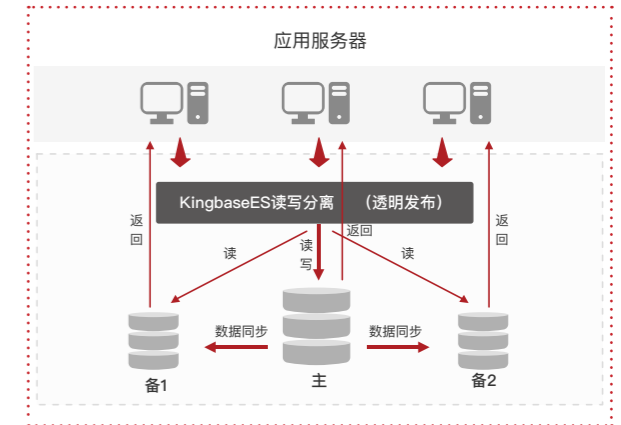 应用服务器
KingbaseES读写分离 （透明发布）
返回
读
读写
返回
读
返回
数据同步
数据同步
备1
主
备2